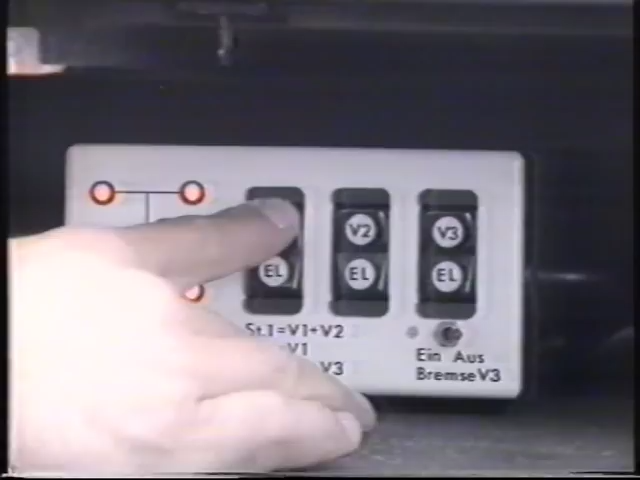 V2 V3
EL EL EL
St.1=V1+V2
=V1
V3
Ein Aus
Bremse V3